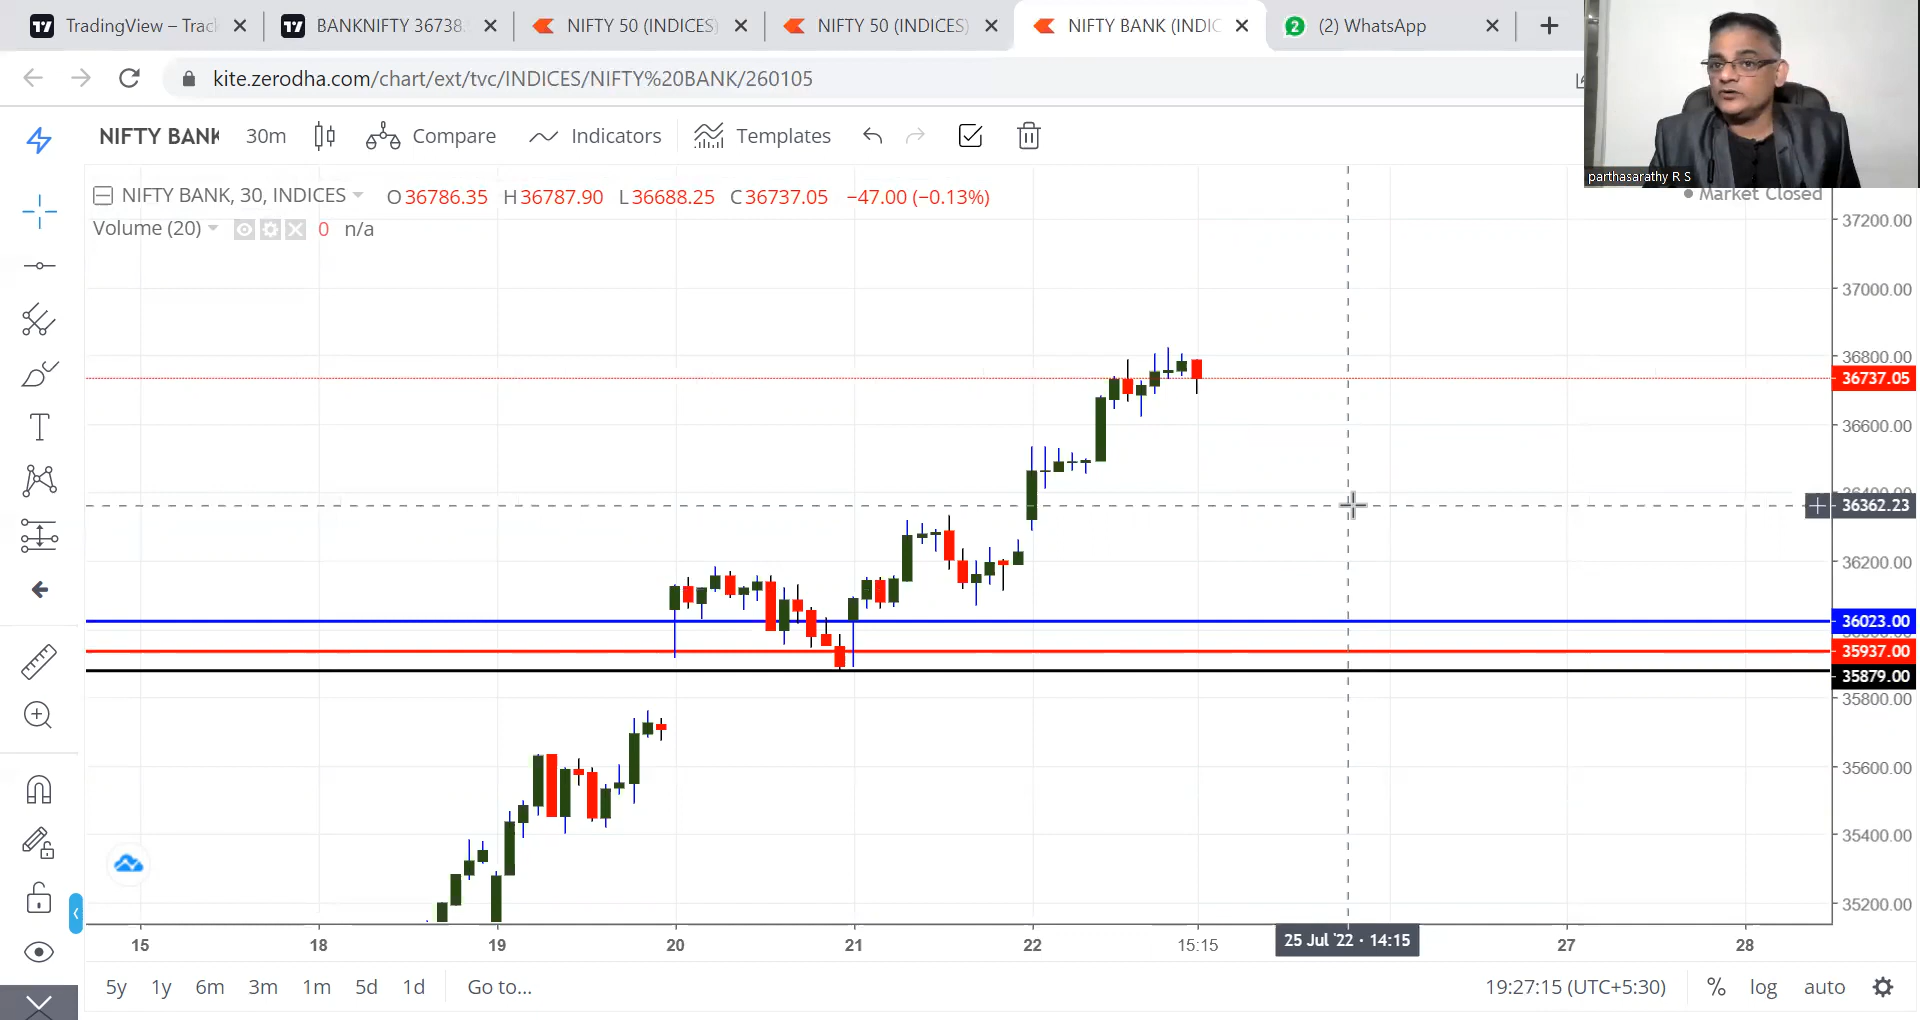 TradingView – Track
BANKNIFTY 36738.
NIFTY 50 (INDICES)
NIFTY 50 (INDICES)
NIFTY BANK (INDIC
(2) WhatsApp
kite.zerodha.com/chart/ext/tvc/INDICES/NIFTY%20BANK/260105
NIFTY BANK
30m
Compare
Indicators
Templates
parthasarathy R S
NIFTY BANK, 30, INDICES
O36786.35 H36787.90 L36688.25 C36737.05 −47.00 (−0.13%)
Market Closed
Volume (20)
0 n/a
37200.00
37000.00
36800.00
36737.05
36600.00
36400.00
36362.23
36200.00
36023.00
35937.00
35879.00
35800.00
35600.00
35400.00
35200.00
15 18 19 20 21 22 15:15 25 Jul '22 · 14:15 27 28
5y 1y 6m 3m 1m 5d 1d Go to...
19:27:15 (UTC+5:30) % log auto